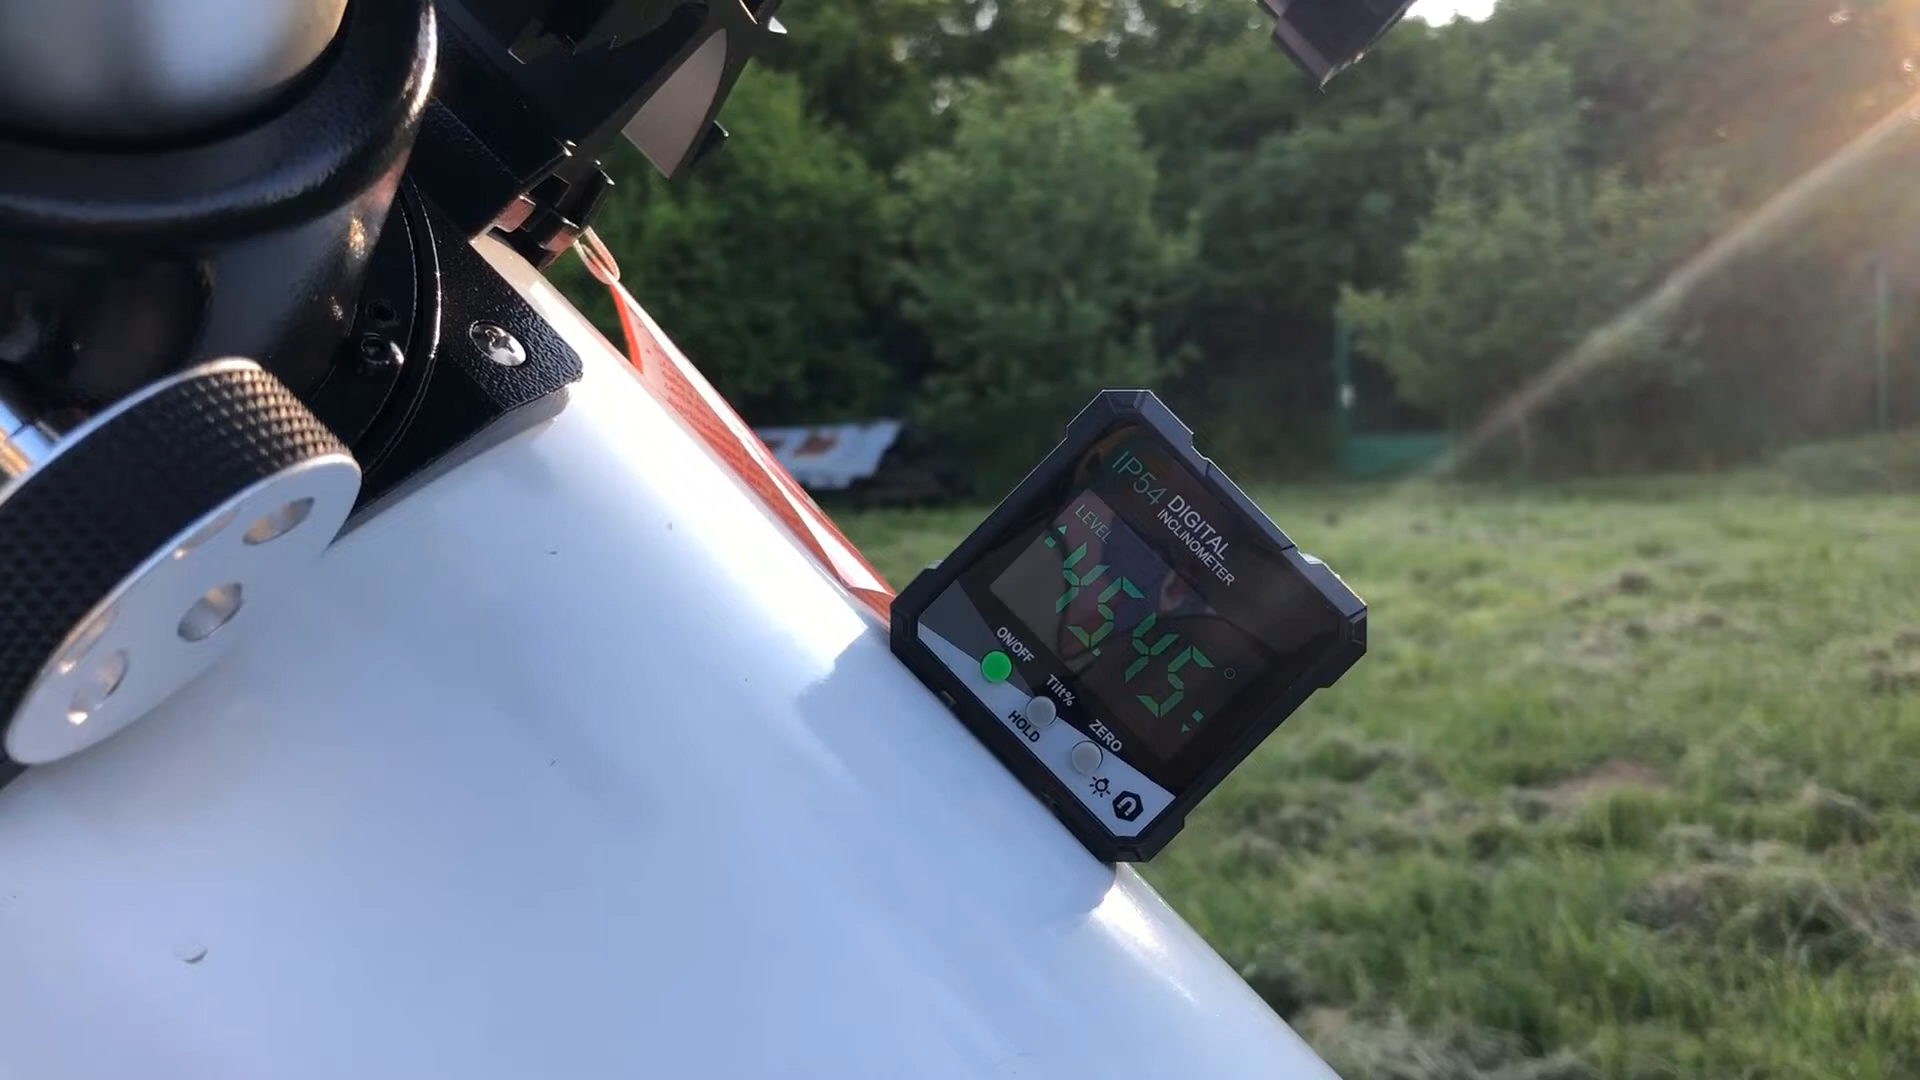 IP54 DIGITAL
INCLINOMETER
LEVEL
45.45°
ON/OFF
Tilt%
HOLD
ZERO